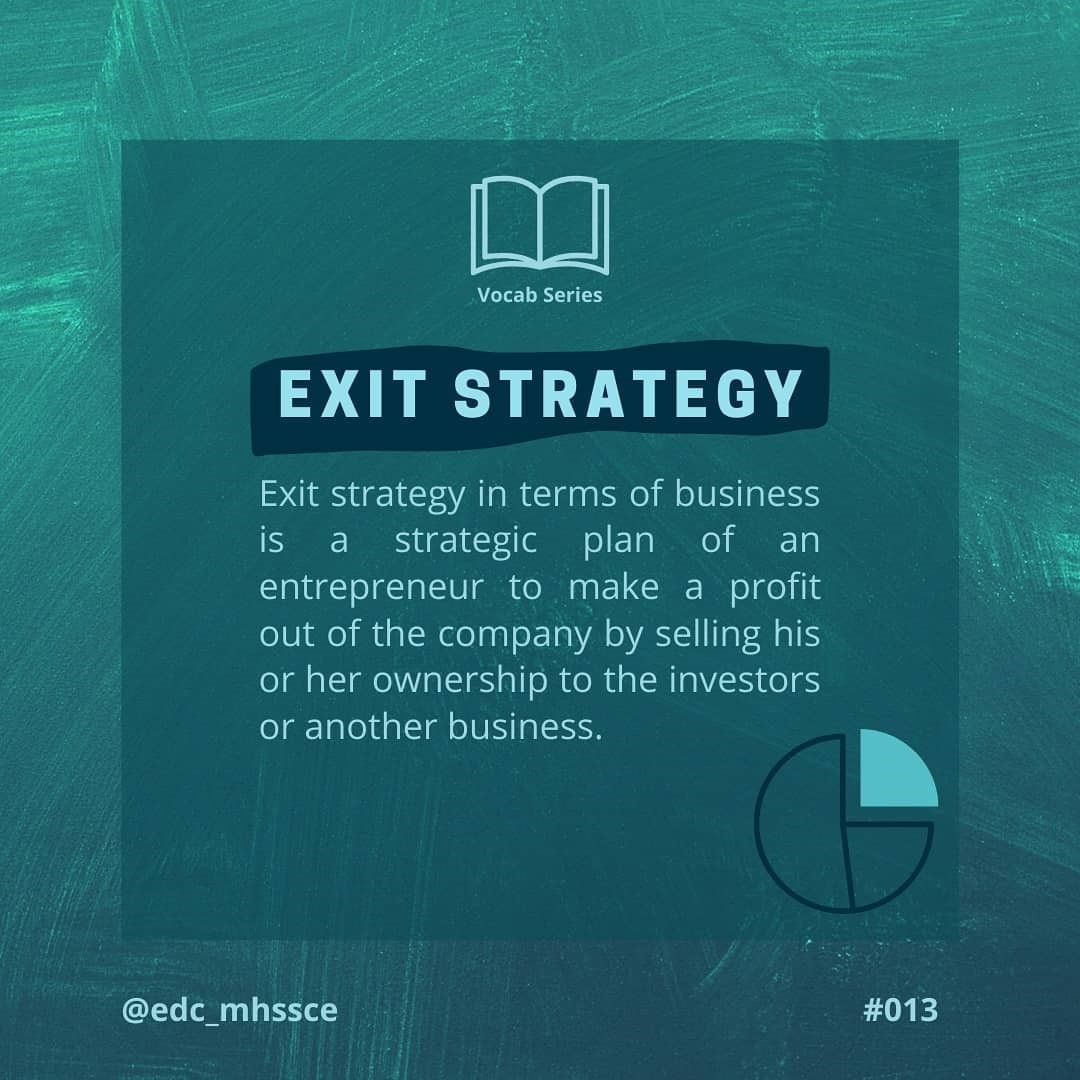 Vocab Series
EXIT STRATEGY
Exit strategy in terms of business
is a strategic plan of an
entrepreneur to make a profit
out of the company by selling his
or her ownership to the investors
or another business.
@edc_mhssce
#013